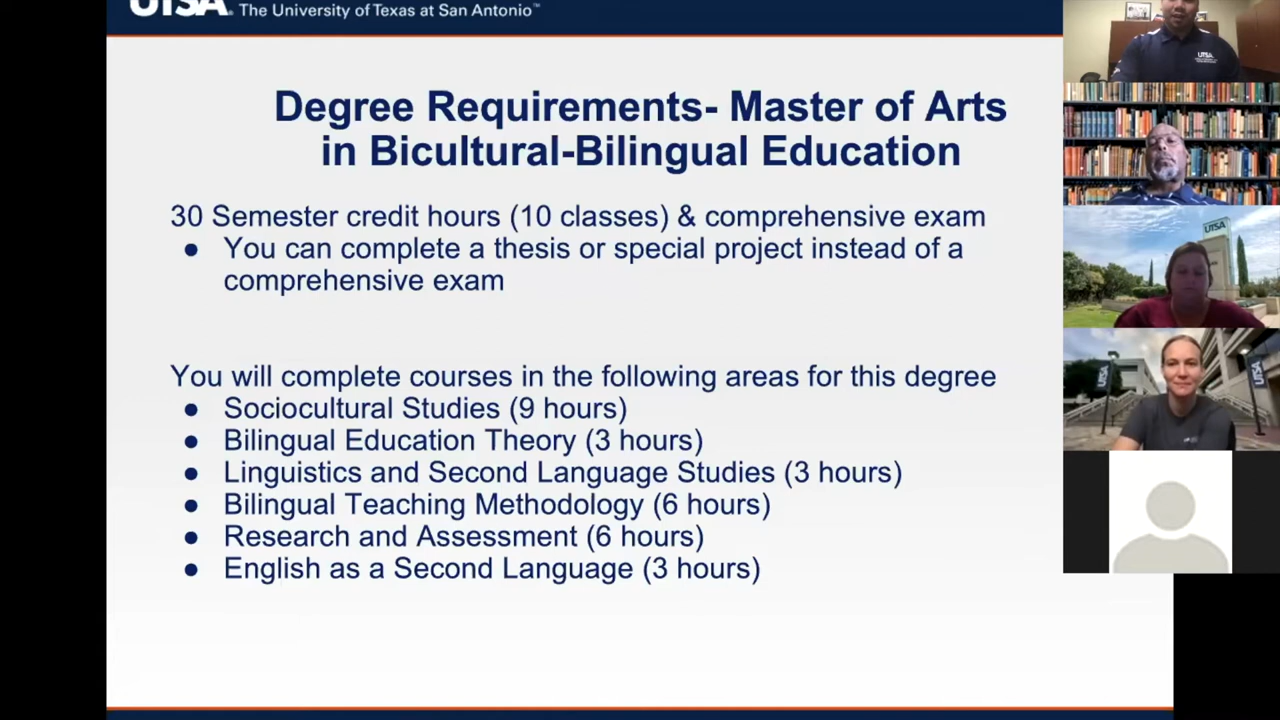 UTSA The University of Texas at San Antonio™
Degree Requirements- Master of Arts
in Bicultural-Bilingual Education
30 Semester credit hours (10 classes) & comprehensive exam
● You can complete a thesis or special project instead of a
comprehensive exam
You will complete courses in the following areas for this degree
● Sociocultural Studies (9 hours)
● Bilingual Education Theory (3 hours)
● Linguistics and Second Language Studies (3 hours)
● Bilingual Teaching Methodology (6 hours)
● Research and Assessment (6 hours)
● English as a Second Language (3 hours)
UTSA
UTSA
UTSA
UTSA